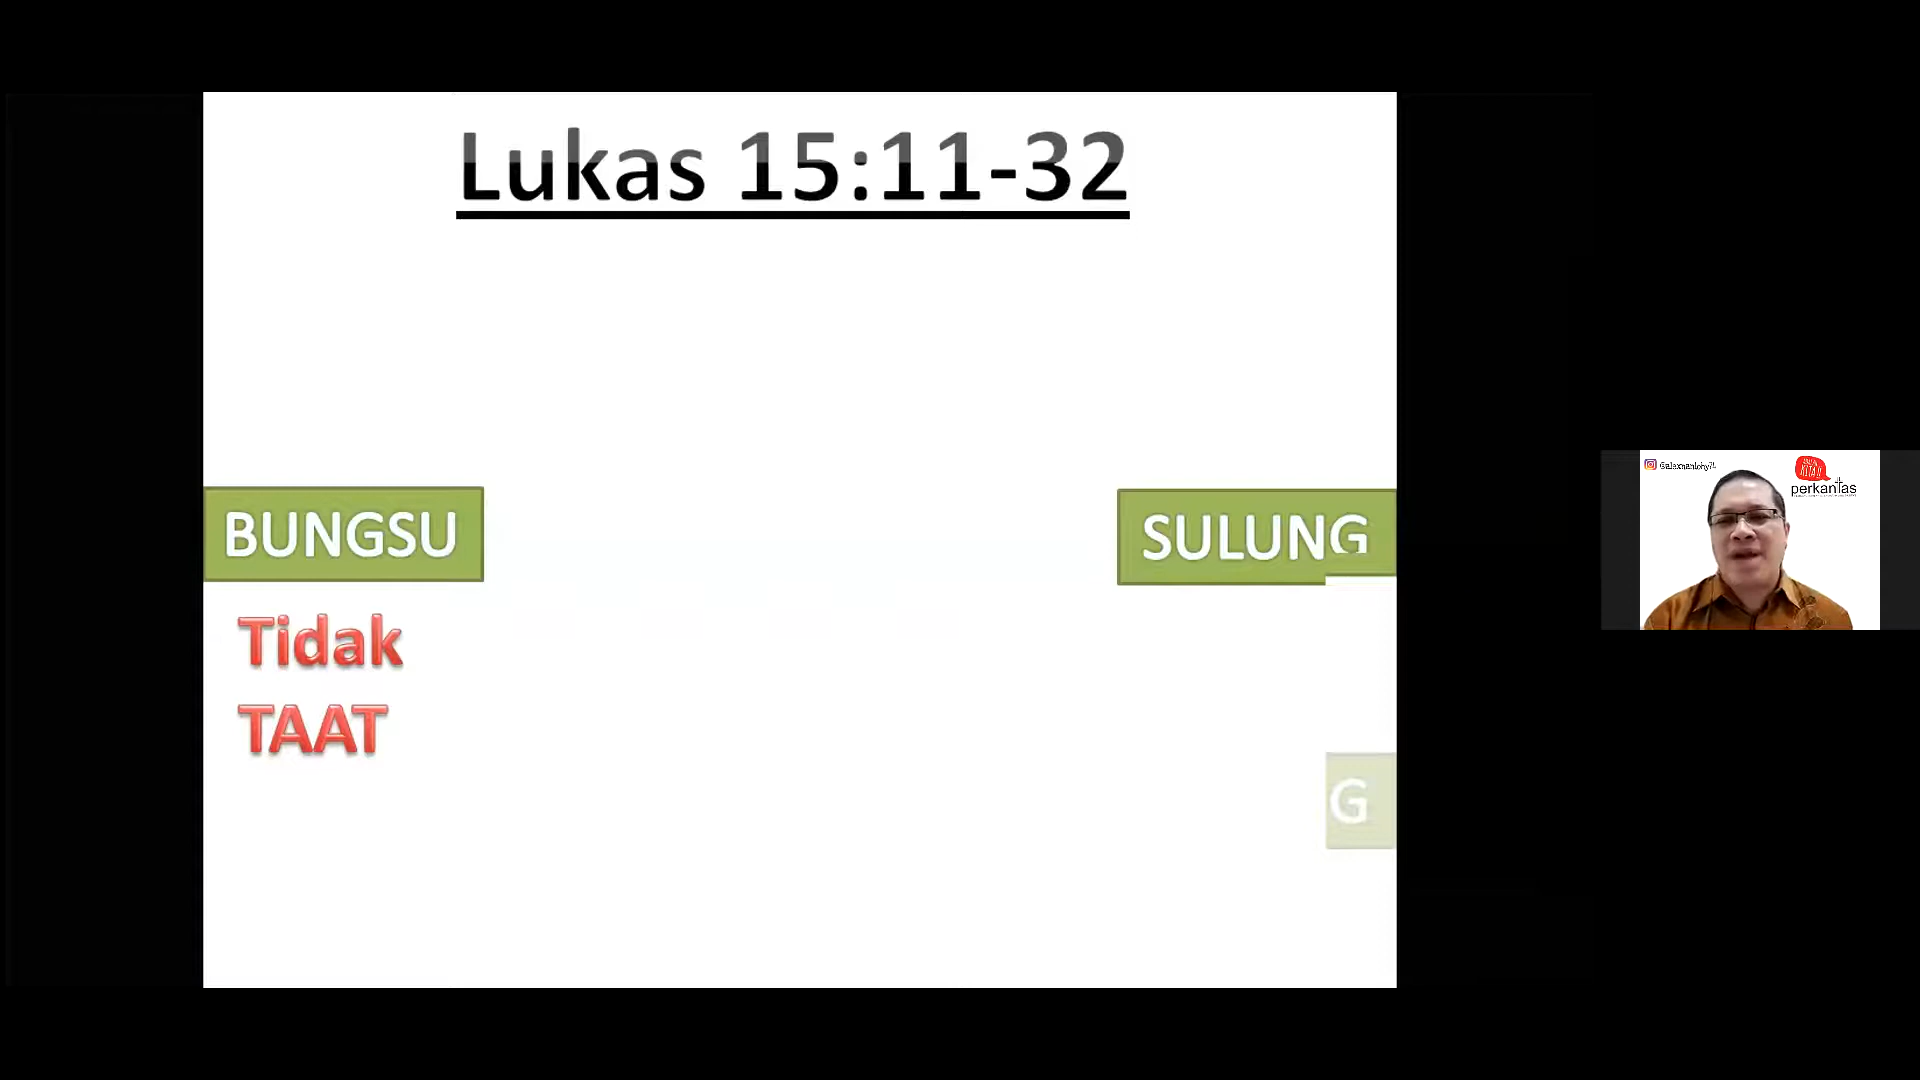 Lukas 15:11-32
BUNGSU
SULUNG
Tidak
TAAT
G
perkantas